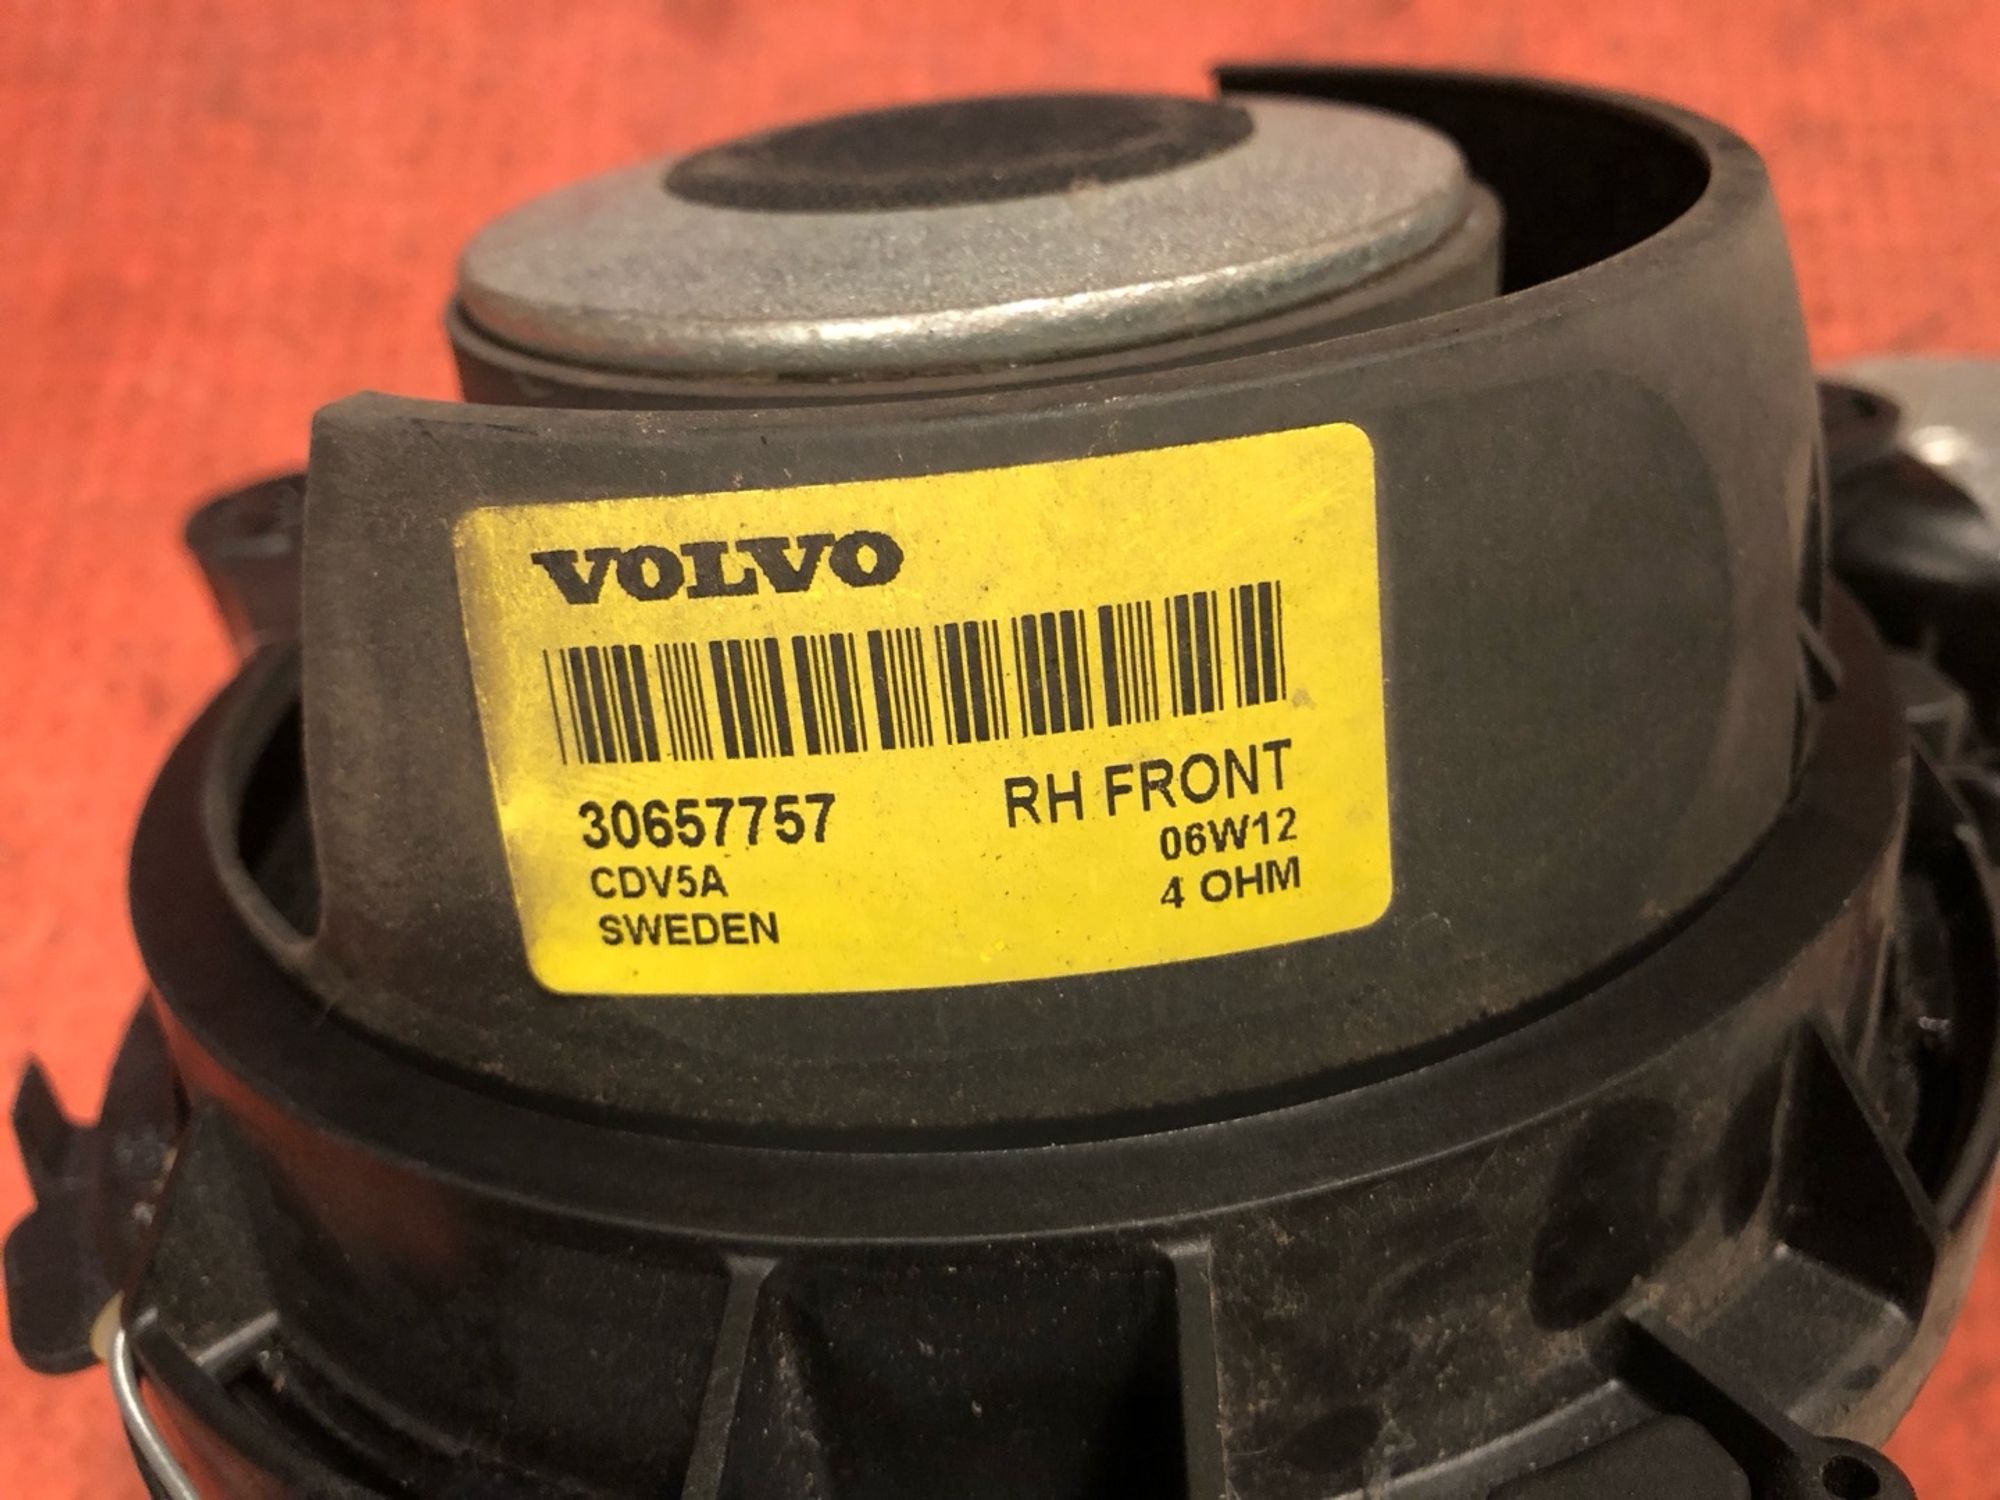 VOLVO
30657757 RH FRONT
CDV5A 06W12
SWEDEN 4 OHM